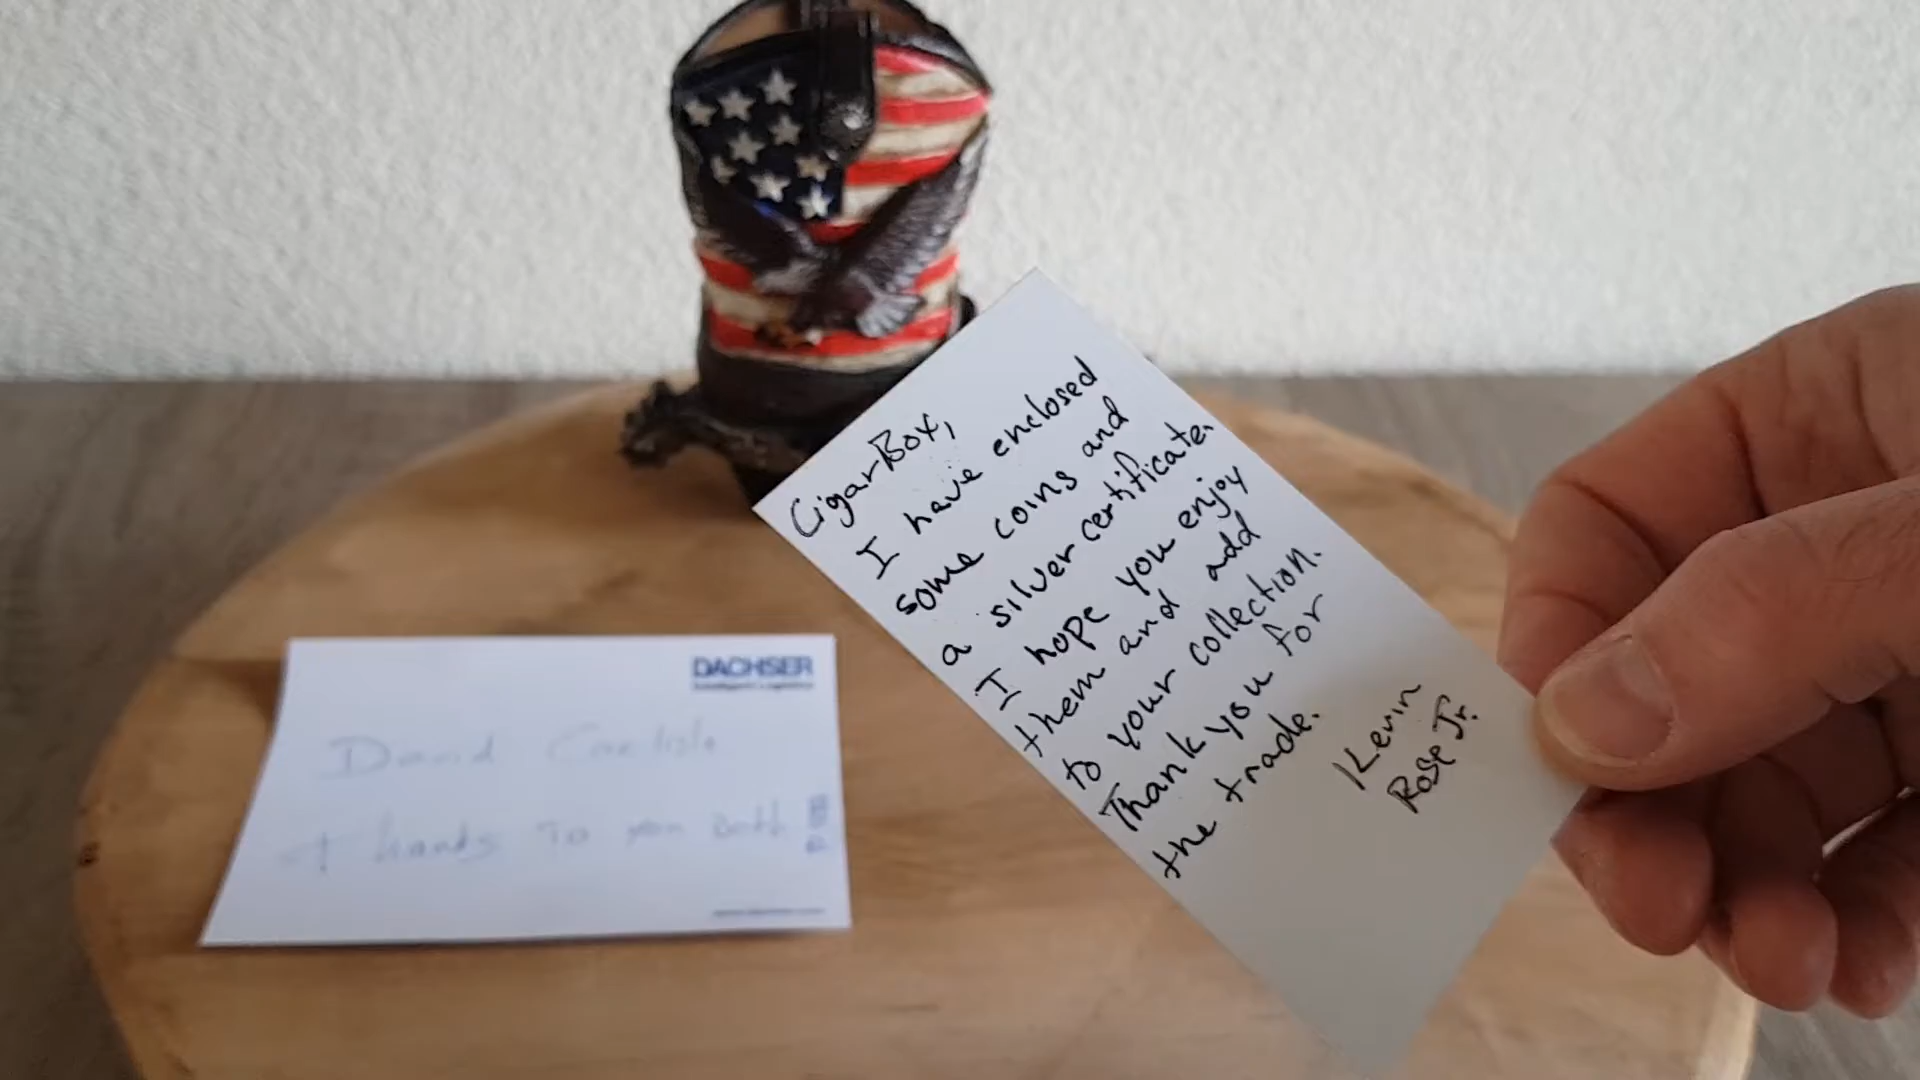 CigarBox,
I have enclosed
some coins and
a silver certificate.
I hope you enjoy
them and add
to your collection.
Thank you for
the trade.
Kevin
Rose Jr.
DACHSER
David Carlisle
thanks to you both